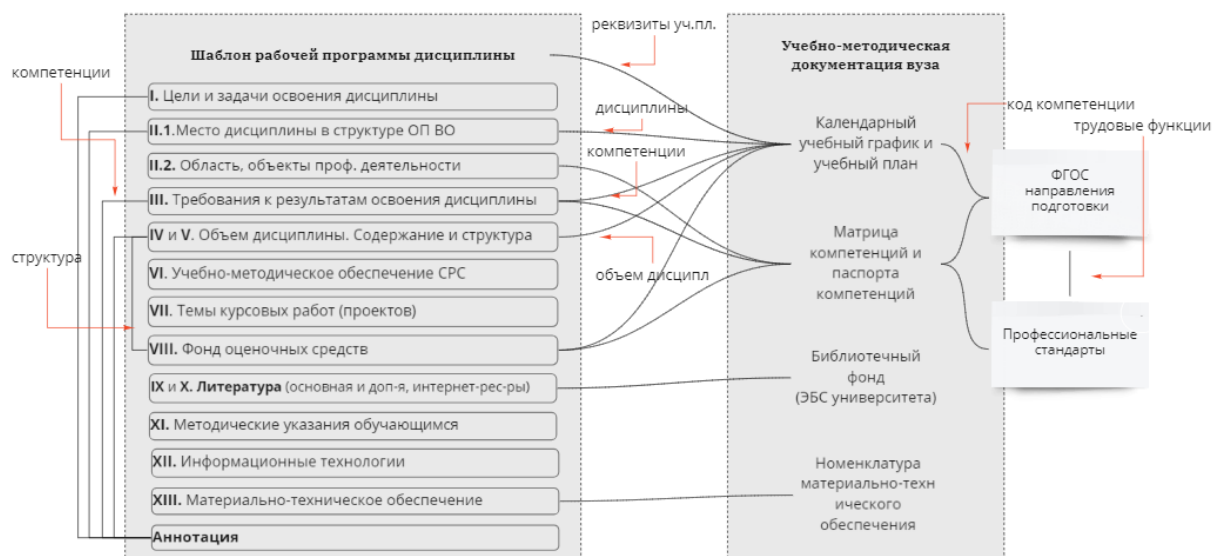 реквизиты уч.пл.
Шаблон рабочей программы дисциплины
компетенции
I. Цели и задачи освоения дисциплины
II.1.Место дисциплины в структуре ОП ВО
II.2. Область, объекты проф. деятельности
III. Требования к результатам освоения дисциплины
IV и V. Объем дисциплины. Содержание и структура
структура
VI. Учебно-методическое обеспечение СРС
VII. Темы курсовых работ (проектов)
VIII. Фонд оценочных средств
IX и X. Литература (основная и доп-я, интернет-рес-ры)
XI. Методические указания обучающимся
XII. Информационные технологии
XIII. Материально-техническое обеспечение
Аннотация
дисциплины
компетенции
объем дисципл
Учебно-методическая
документация вуза
Календарный
учебный график и
учебный план
Матрица
компетенций и
паспорта
компетенций
Библиотечный
фонд
(ЭБС университета)
Номенклатура
материально-техн
ического
обеспечения
код компетенции
трудовые функции
ФГОС
направления
подготовки
Профессиональные
стандарты